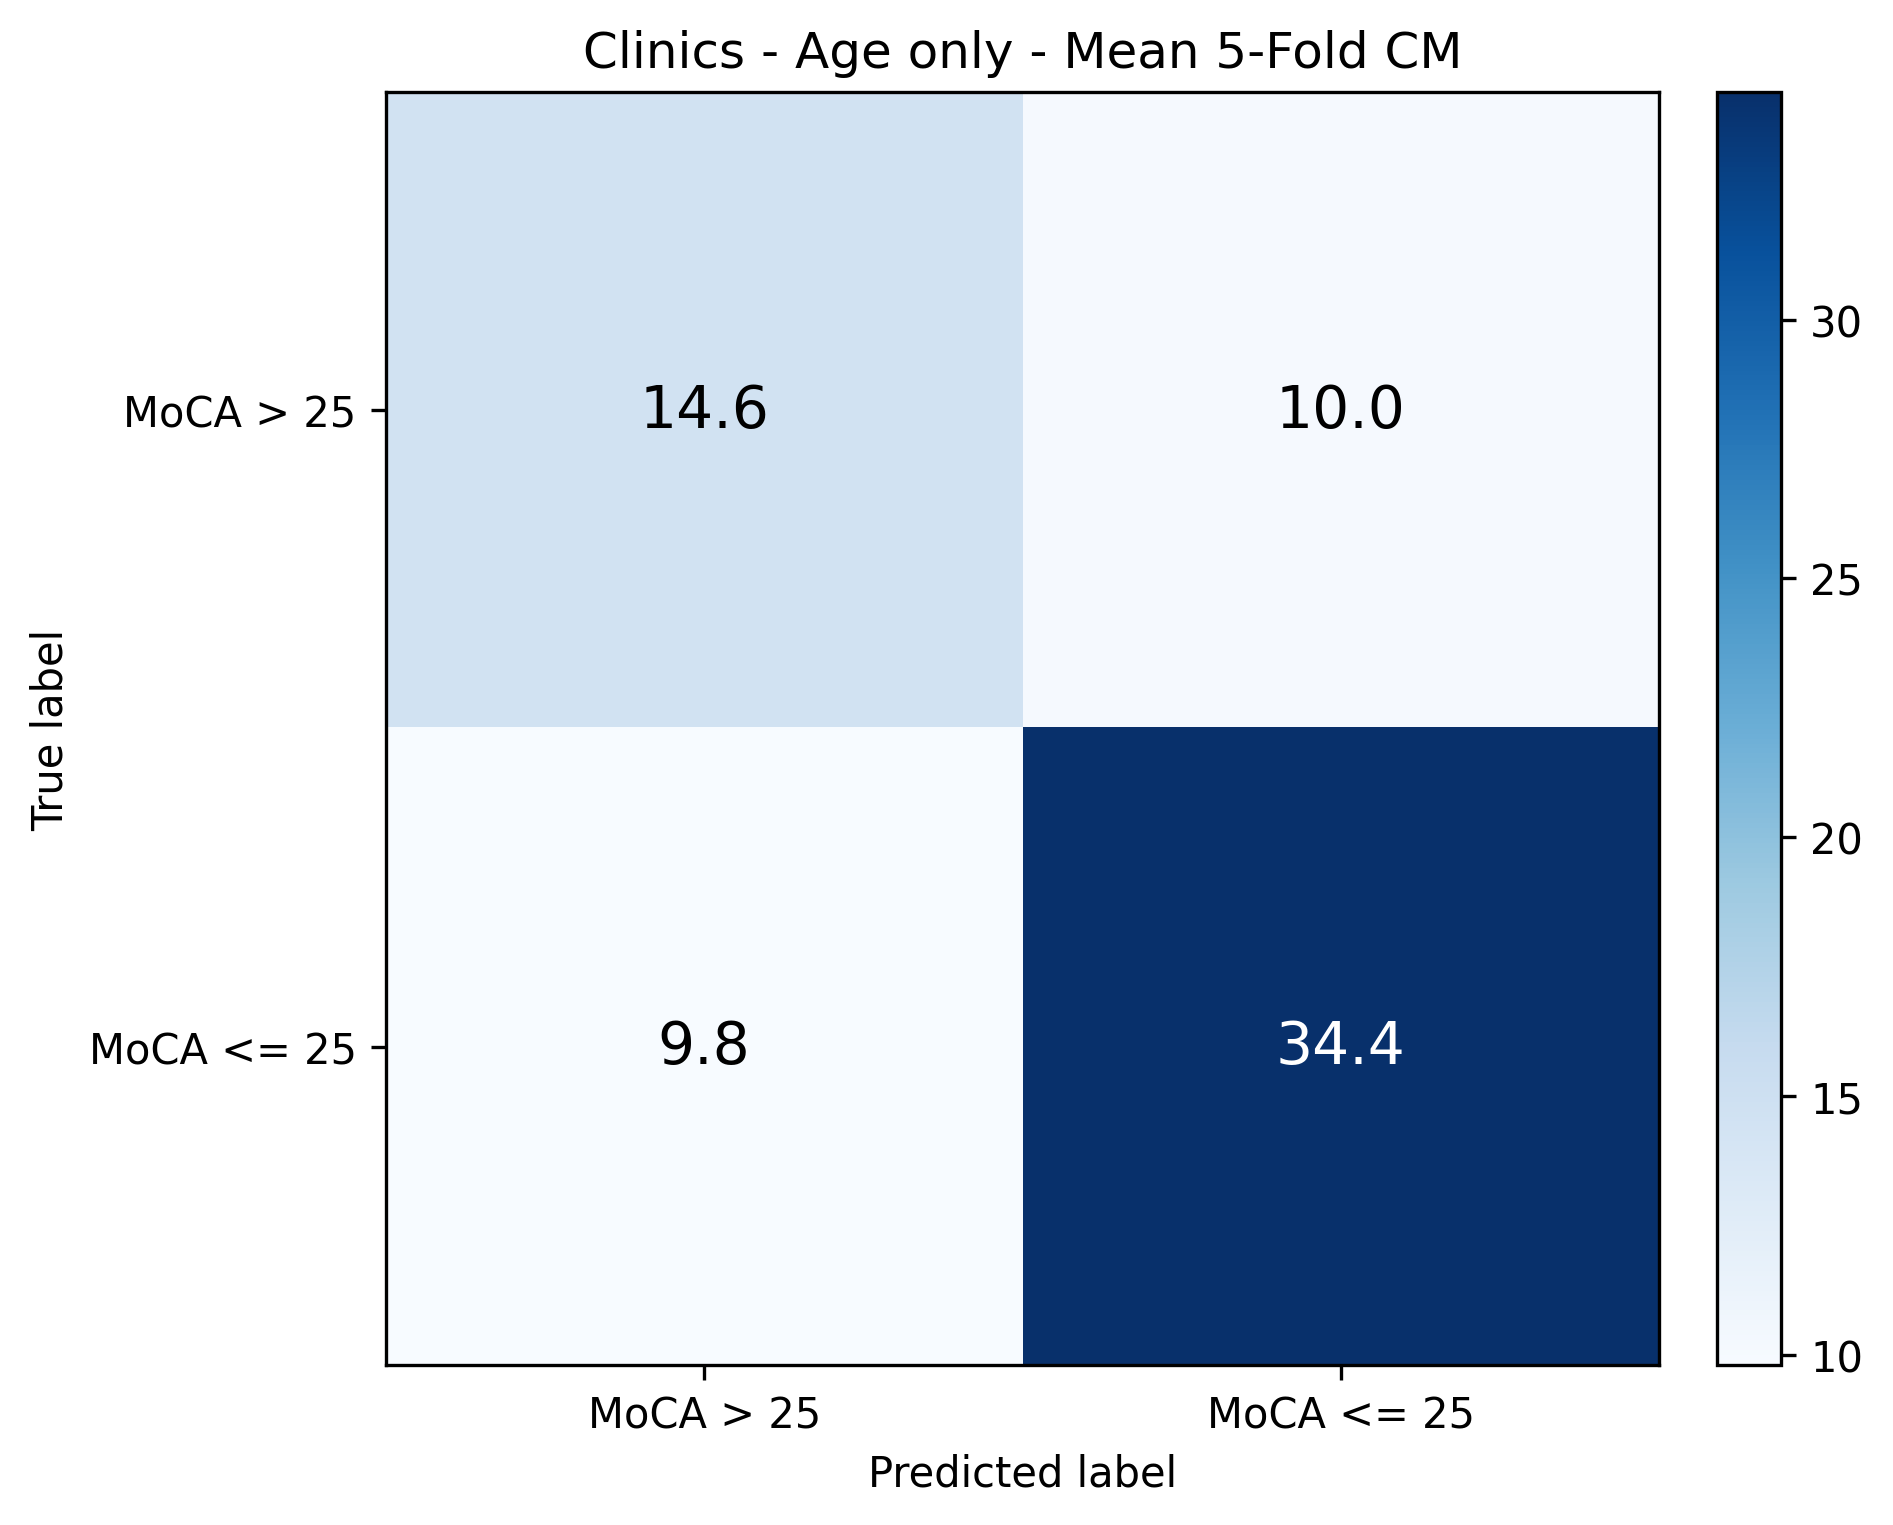 Clinics - Age only - Mean 5-Fold CM
True label
MoCA > 25
MoCA <= 25
14.6
10.0
9.8
34.4
MoCA > 25
MoCA <= 25
Predicted label
30
25
20
15
10